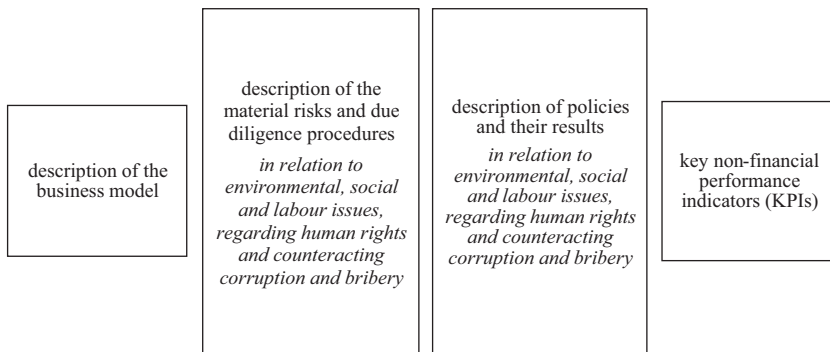 description of the
business model
description of the
material risks and due
diligence procedures
in relation to
environmental, social
and labour issues,
regarding human rights
and counteracting
corruption and bribery
description of policies
and their results
in relation to
environmental, social
and labour issues,
regarding human rights
and counteracting
corruption and bribery
key non-financial
performance
indicators (KPIs)